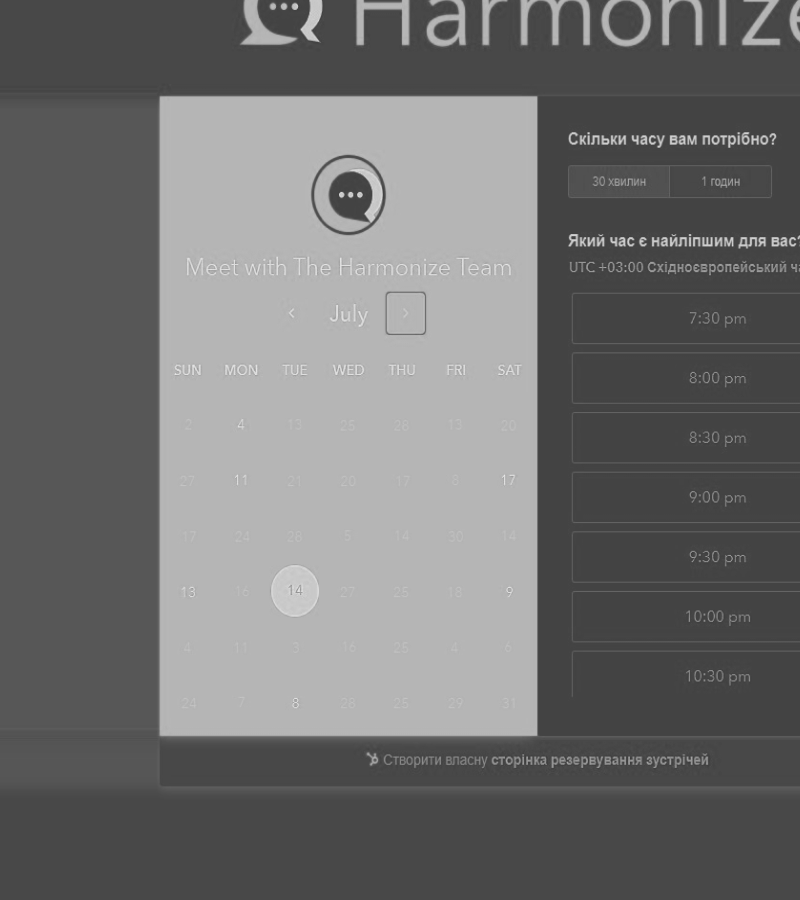 Harmonize
Meet with The Harmonize Team
July
SUN MON TUE WED THU FRI SAT
2 4 13 25 28 13 20
27 11 21 20 17 8 17
17 24 28 5 14 30 14
13 16 14 27 25 18 9
4 11 3 16 25 4 6
24 7 8 26 25 29 31
Скільки часу вам потрібно?
30 хвилин 1 годин
Який час є найліпшим для вас?
UTC +03:00 Східноєвропейський ча
7:30 pm
8:00 pm
8:30 pm
9:00 pm
9:30 pm
10:00 pm
10:30 pm
Створити власну сторінка резервування зустрічей